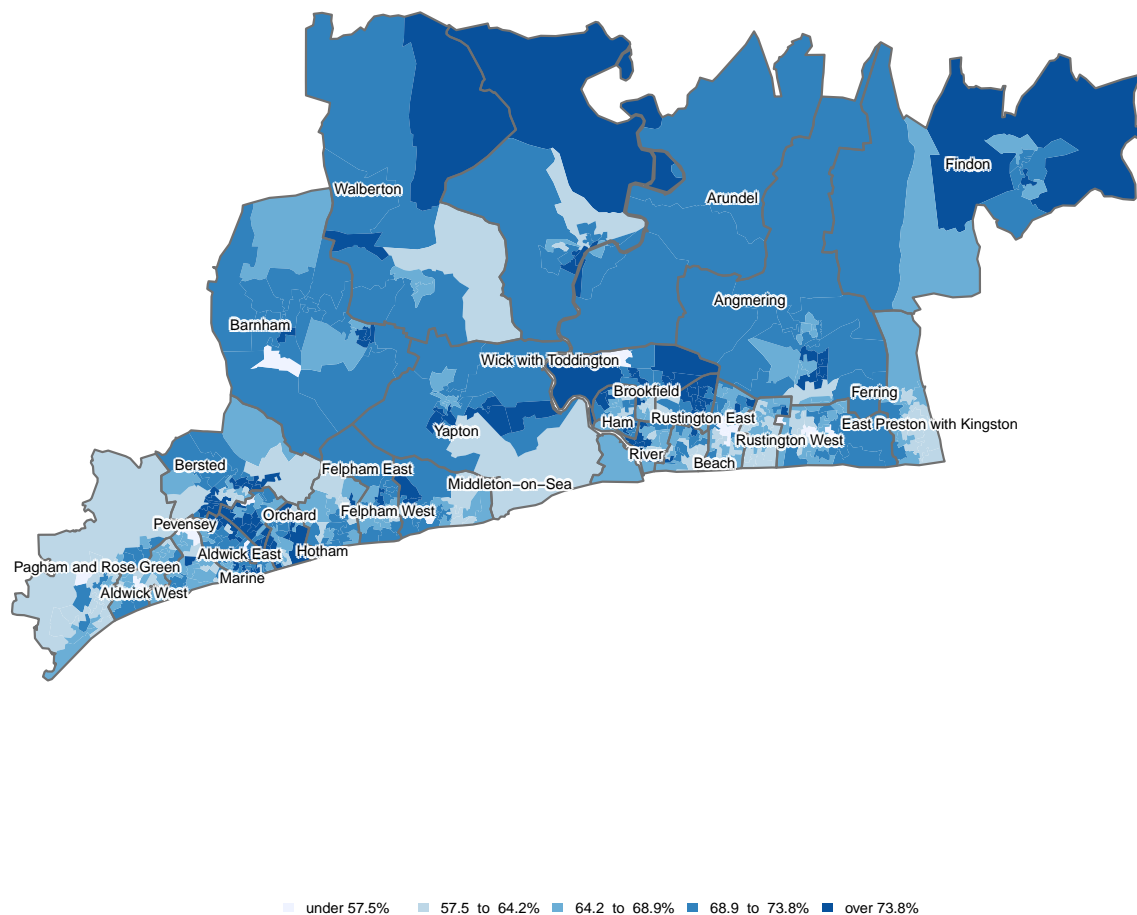 Findon
Walberton
Arundel
Angmering
Barnham
Wick with Toddington
Brookfield
Ferring
Ham
Rustington East
East Preston with Kingston
Yapton
Rustington West
River
Beach
Bersted
Felpham East
Middleton−on−Sea
Orchard
Felpham West
Pevensey
Aldwick East
Hotham
Pagham and Rose Green
Marine
Aldwick West
under 57.5% 57.5 to 64.2% 64.2 to 68.9% 68.9 to 73.8% over 73.8%